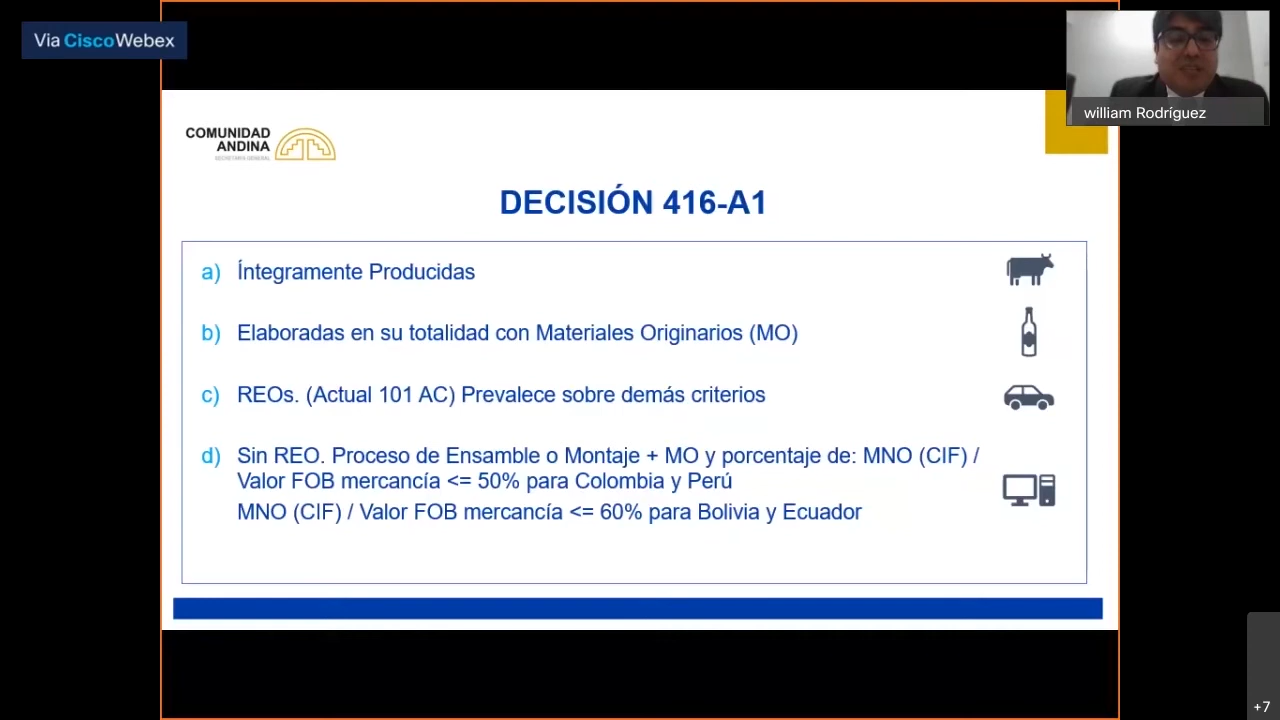 Via CiscoWebex
william Rodríguez
COMUNIDAD
ANDINA
SECRETARÍA GENERAL
DECISIÓN 416-A1
a) Íntegramente Producidas
b) Elaboradas en su totalidad con Materiales Originarios (MO)
c) REOs. (Actual 101 AC) Prevalece sobre demás criterios
d) Sin REO. Proceso de Ensamble o Montaje + MO y porcentaje de: MNO (CIF) /
Valor FOB mercancía <= 50% para Colombia y Perú
MNO (CIF) / Valor FOB mercancía <= 60% para Bolivia y Ecuador
+7